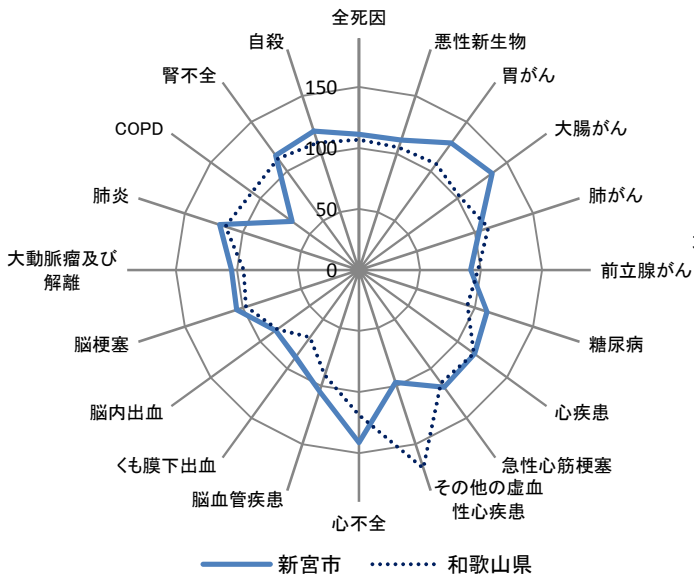 全死因
自殺
悪性新生物
腎不全
胃がん
150
COPD
大腸がん
100
肺炎
肺がん
50
大動脈瘤及び
解離
0
前立腺がん
脳梗塞
糖尿病
脳内出血
心疾患
くも膜下出血
急性心筋梗塞
脳血管疾患
その他の虚血
性心疾患
心不全
新宮市
和歌山県